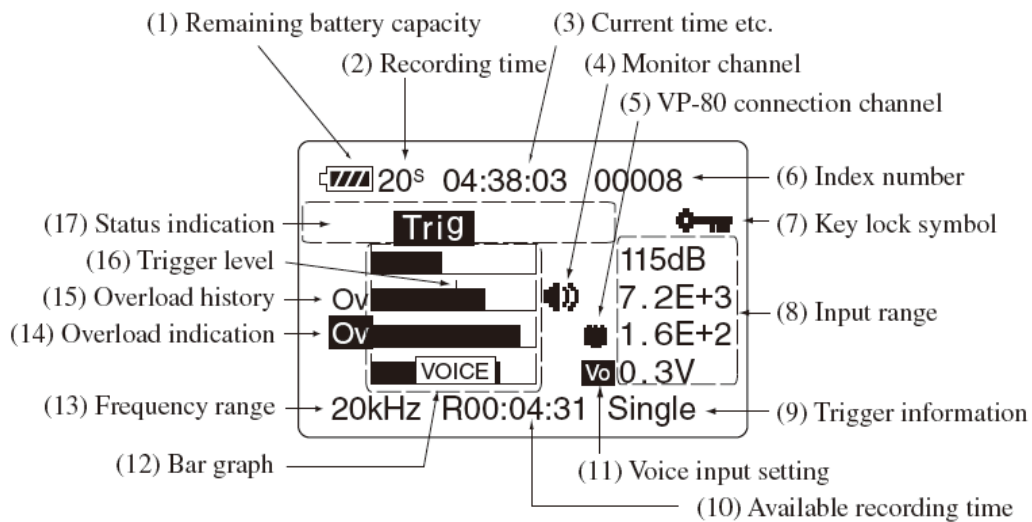 (1) Remaining battery capacity
(3) Current time etc.
(2) Recording time
(4) Monitor channel
(5) VP-80 connection channel
20s 04:38:03 00008
(6) Index number
(17) Status indication
Trig
(7) Key lock symbol
(16) Trigger level
115dB
(15) Overload history
Ov
7.2E+3
(8) Input range
(14) Overload indication
Ov
1.6E+2
VOICE
Vo
0.3V
(13) Frequency range
20kHz R00:04:31 Single
(9) Trigger information
(12) Bar graph
(11) Voice input setting
(10) Available recording time